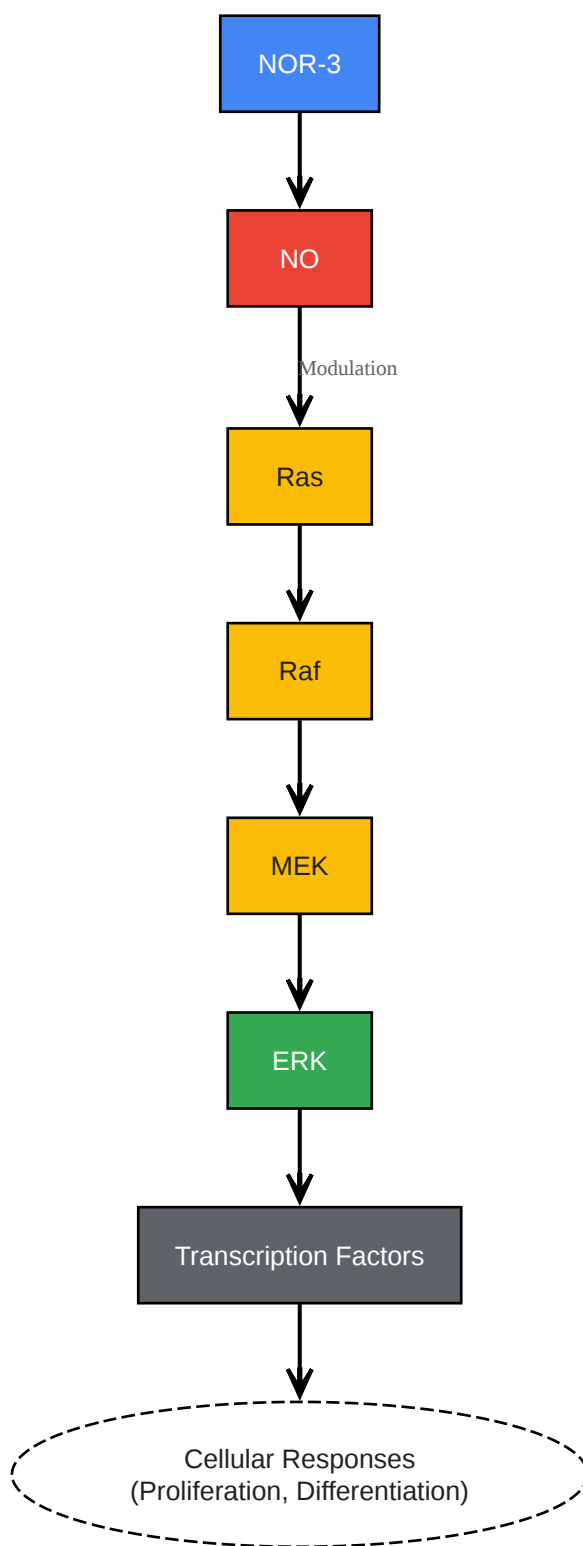 NOR-3
NO
Modulation
Ras
Raf
MEK
ERK
Transcription Factors
Cellular Responses
(Proliferation, Differentiation)